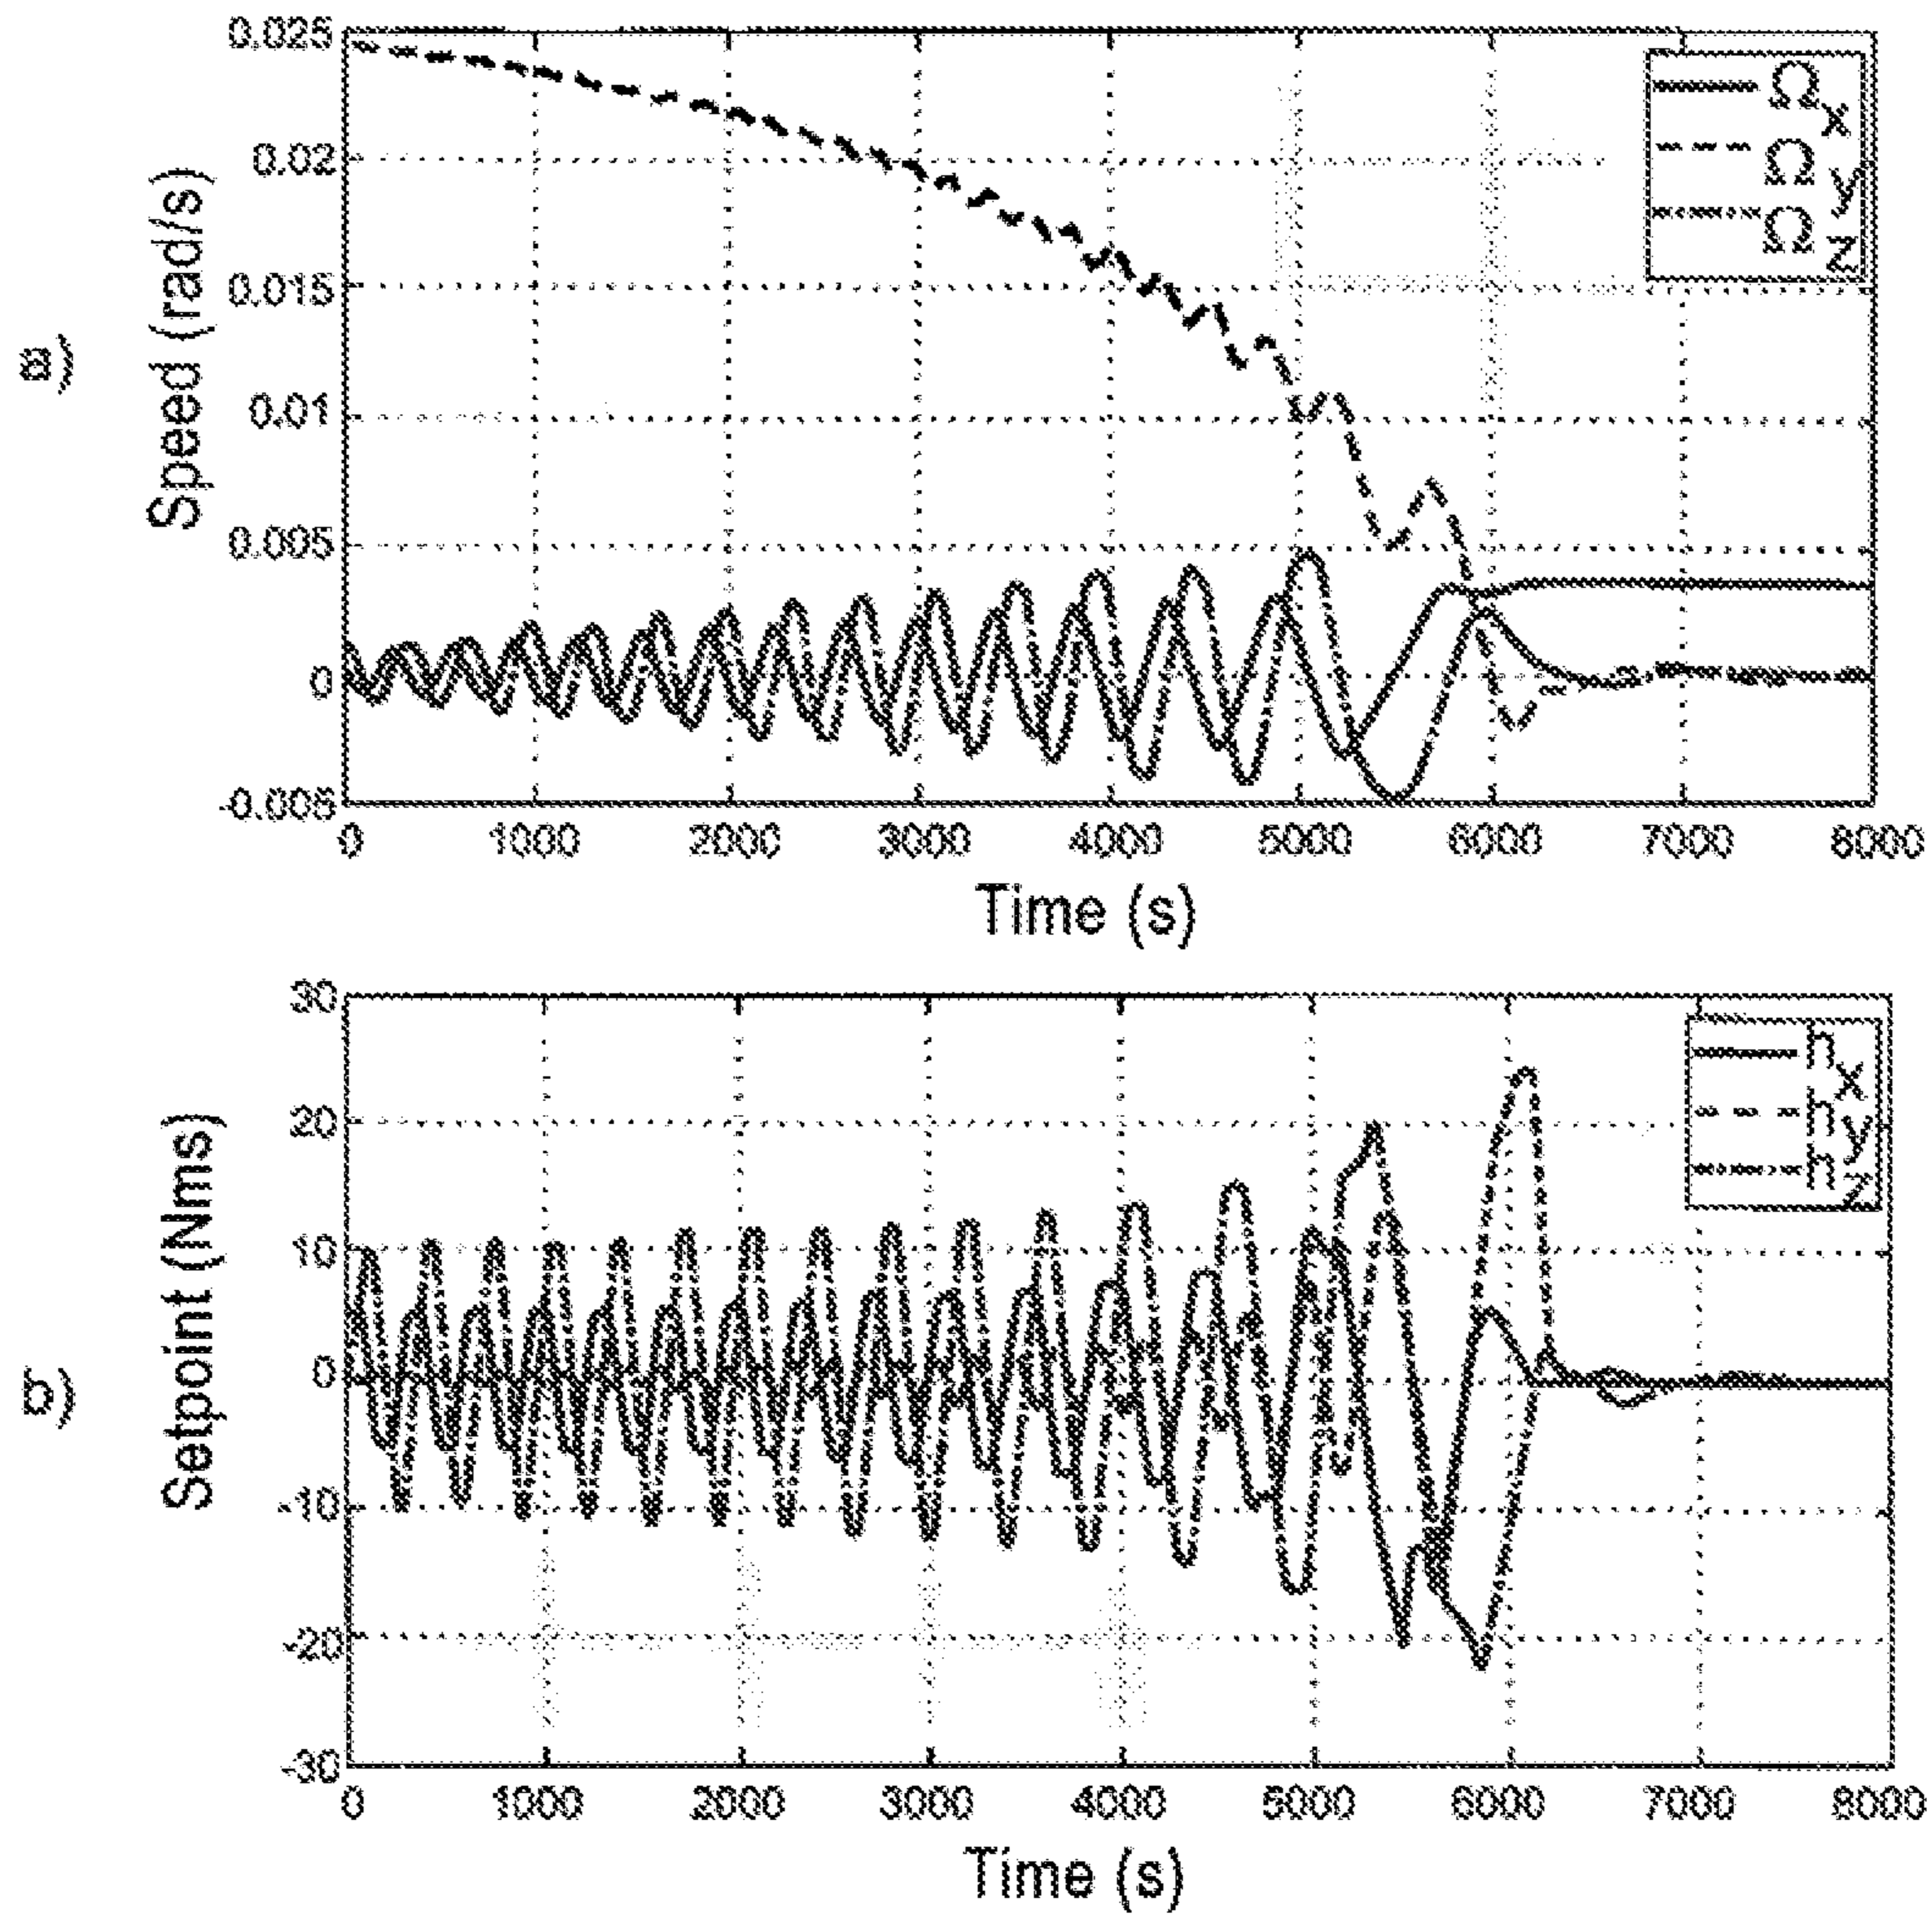 a)
Speed (rad/s)
0.025
0.02
0.015
0.01
0.005
0
-0.005
0 1000 2000 3000 4000 5000 6000 7000 8000
Time (s)
Ωx
Ωy
Ωz
b)
Setpoint (Nms)
30
20
10
0
-10
-20
-30
0 1000 2000 3000 4000 5000 6000 7000 8000
Time (s)
hx
hy
hz